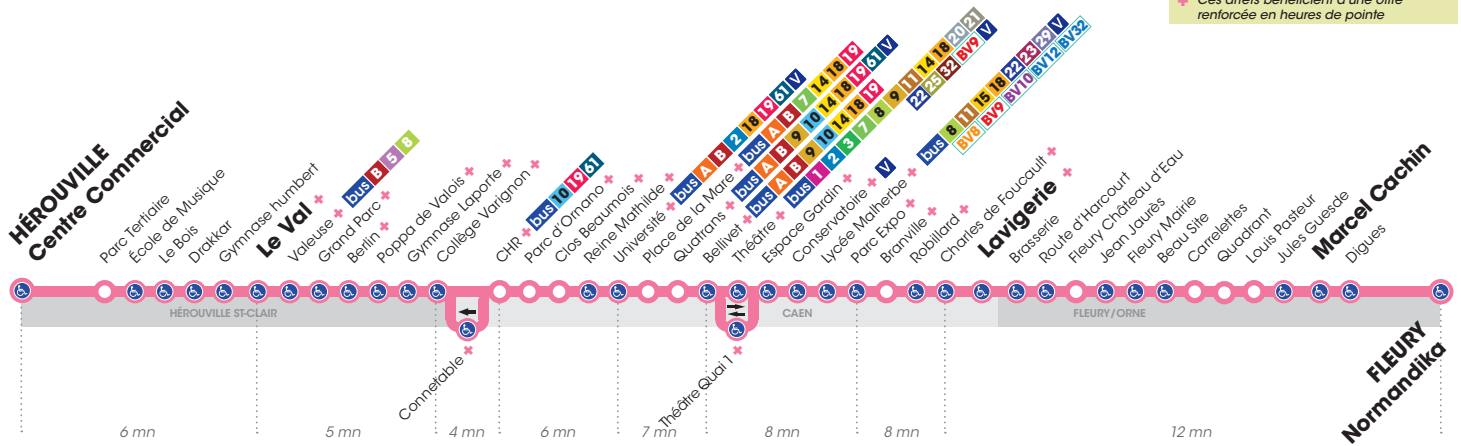 Ces arrêts bénéficient d'une offre
renforcée en heures de pointe
HÉROUVILLE
Centre Commercial
Parc Tertiaire
École de Musique
Le Bois
Drakkar
Gymnase humbert
Le Val
Valeuse
bus B 5 8
Grand Parc
Berlin
Poppa de Valois
Gymnase Laporte
Collège Varignon
Connetable
CHR
bus 10 19 61
Parc d'Ornano
Clos Beaumois
Reine Mathilde
Université
bus A B 2 18 19 61 V
Place de la Mare
bus A B 7 14 18 19
Quatrans
bus A B 9 10 14 18 19 61 V
Bellivet
bus A B 9 10 14 18 19
Théâtre
bus 1 2 3 7 8 9 11 14 18 20 21
22 25 32 BV9 V
Théâtre Quai 1
Espace Gardin
Conservatoire
V
Lycée Malherbe
bus 8 11 15 18 22 23 29 V
BV8 BV9 BV10 BV12 BV32
Parc Expo
Branville
Robillard
Charles de Foucault
Lavigerie
Brasserie
Route d'Harcourt
Fleury Château d'Eau
Jean Jaurès
Fleury Mairie
Beau Site
Carrelettes
Quadrant
Louis Pasteur
Jules Guesde
Marcel Cachin
Digues
FLEURY
Normandika
HÉROUVILLE ST-CLAIR
CAEN
FLEURY/ORNE
6 mn
5 mn
4 mn
6 mn
7 mn
8 mn
8 mn
12 mn